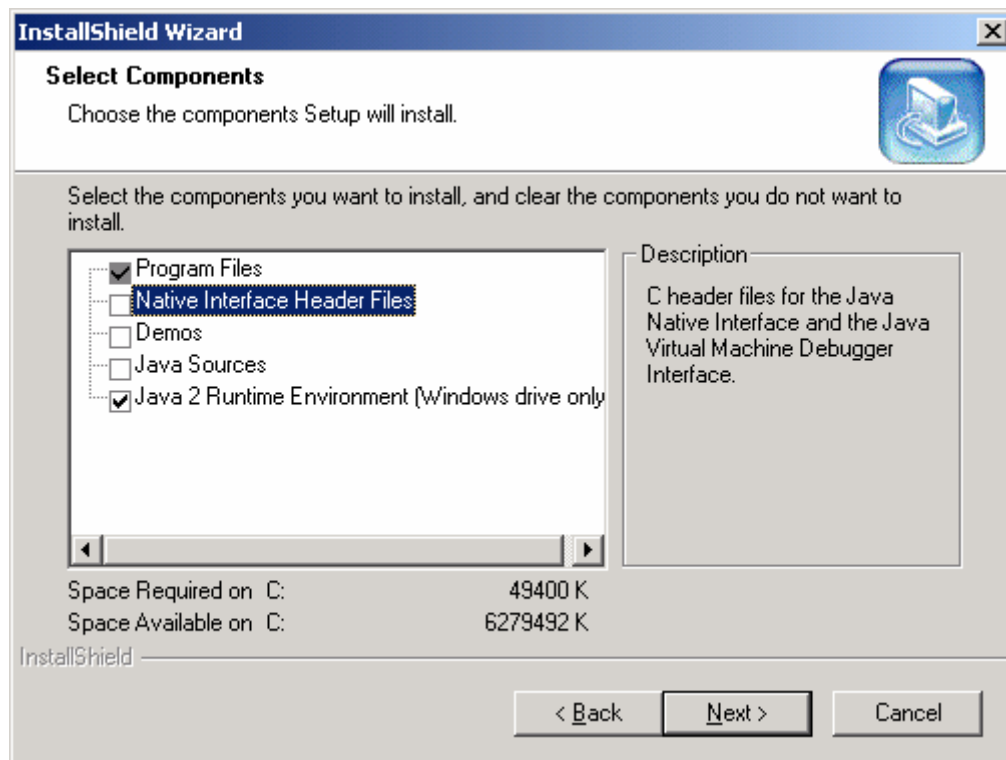 InstallShield Wizard
Select Components
Choose the components Setup will install.
Select the components you want to install, and clear the components you do not want to
install.
Program Files
Native Interface Header Files
Demos
Java Sources
Java 2 Runtime Environment (Windows drive only
Description
C header files for the Java
Native Interface and the Java
Virtual Machine Debugger
Interface.
Space Required on C: 49400 K
Space Available on C: 6279492 K
InstallShield
< Back
Next >
Cancel